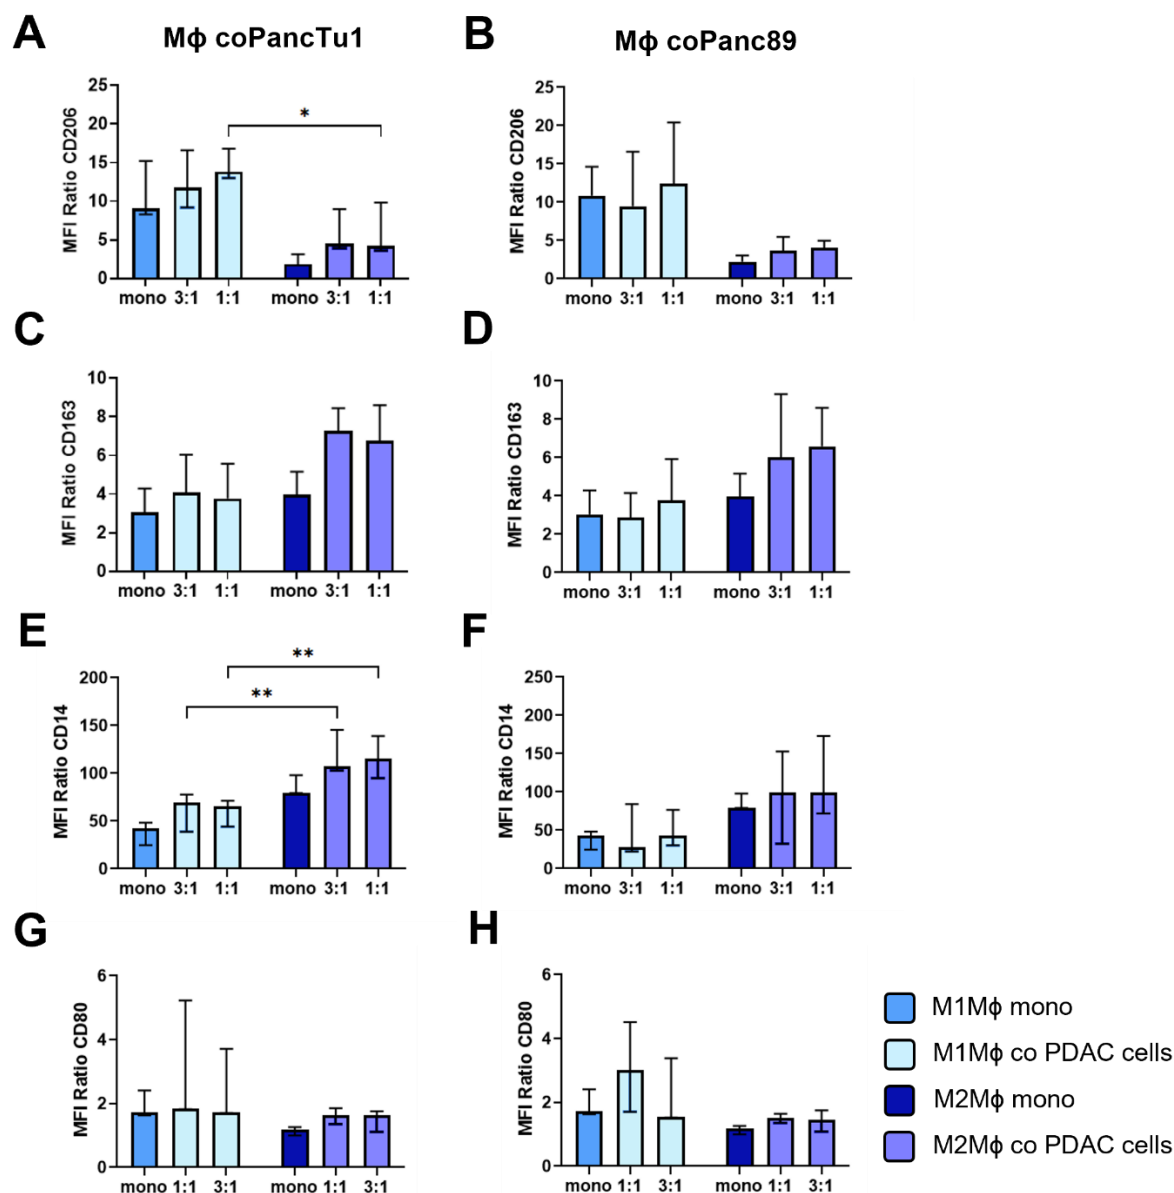 A
Mϕ coPancTu1
B
Mϕ coPanc89
MFI Ratio CD206
25
20
15
10
5
0
*
mono 3:1 1:1 mono 3:1 1:1
MFI Ratio CD206
25
20
15
10
5
0
mono 3:1 1:1 mono 3:1 1:1
C
D
MFI Ratio CD163
10
8
6
4
2
0
mono 3:1 1:1 mono 3:1 1:1
MFI Ratio CD163
10
8
6
4
2
0
mono 3:1 1:1 mono 3:1 1:1
E
F
MFI Ratio CD14
200
150
100
50
0
**
**
mono 3:1 1:1 mono 3:1 1:1
MFI Ratio CD14
250
200
150
100
50
0
mono 3:1 1:1 mono 3:1 1:1
G
H
MFI Ratio CD80
6
4
2
0
mono 1:1 3:1 mono 1:1 3:1
MFI Ratio CD80
6
4
2
0
mono 1:1 3:1 mono 1:1 3:1
M1Mϕ mono
M1Mϕ co PDAC cells
M2Mϕ mono
M2Mϕ co PDAC cells